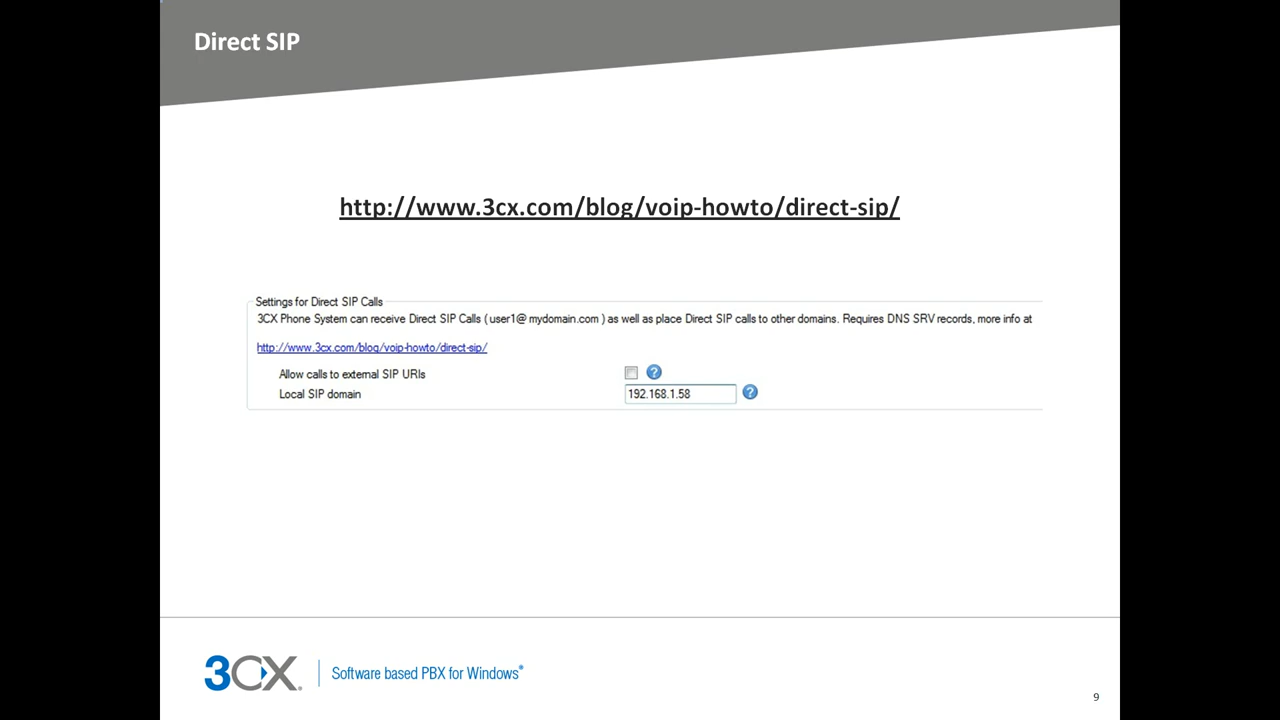 Direct SIP
http://www.3cx.com/blog/voip-howto/direct-sip/
Settings for Direct SIP Calls
3CX Phone System can receive Direct SIP Calls ( user1@ mydomain.com ) as well as place Direct SIP calls to other domains. Requires DNS SRV records, more info at
http://www.3cx.com/blog/voip-howto/direct-sip/
Allow calls to external SIP URIs ?
Local SIP domain 192.168.1.58 ?
3CX® Software based PBX for Windows®
9